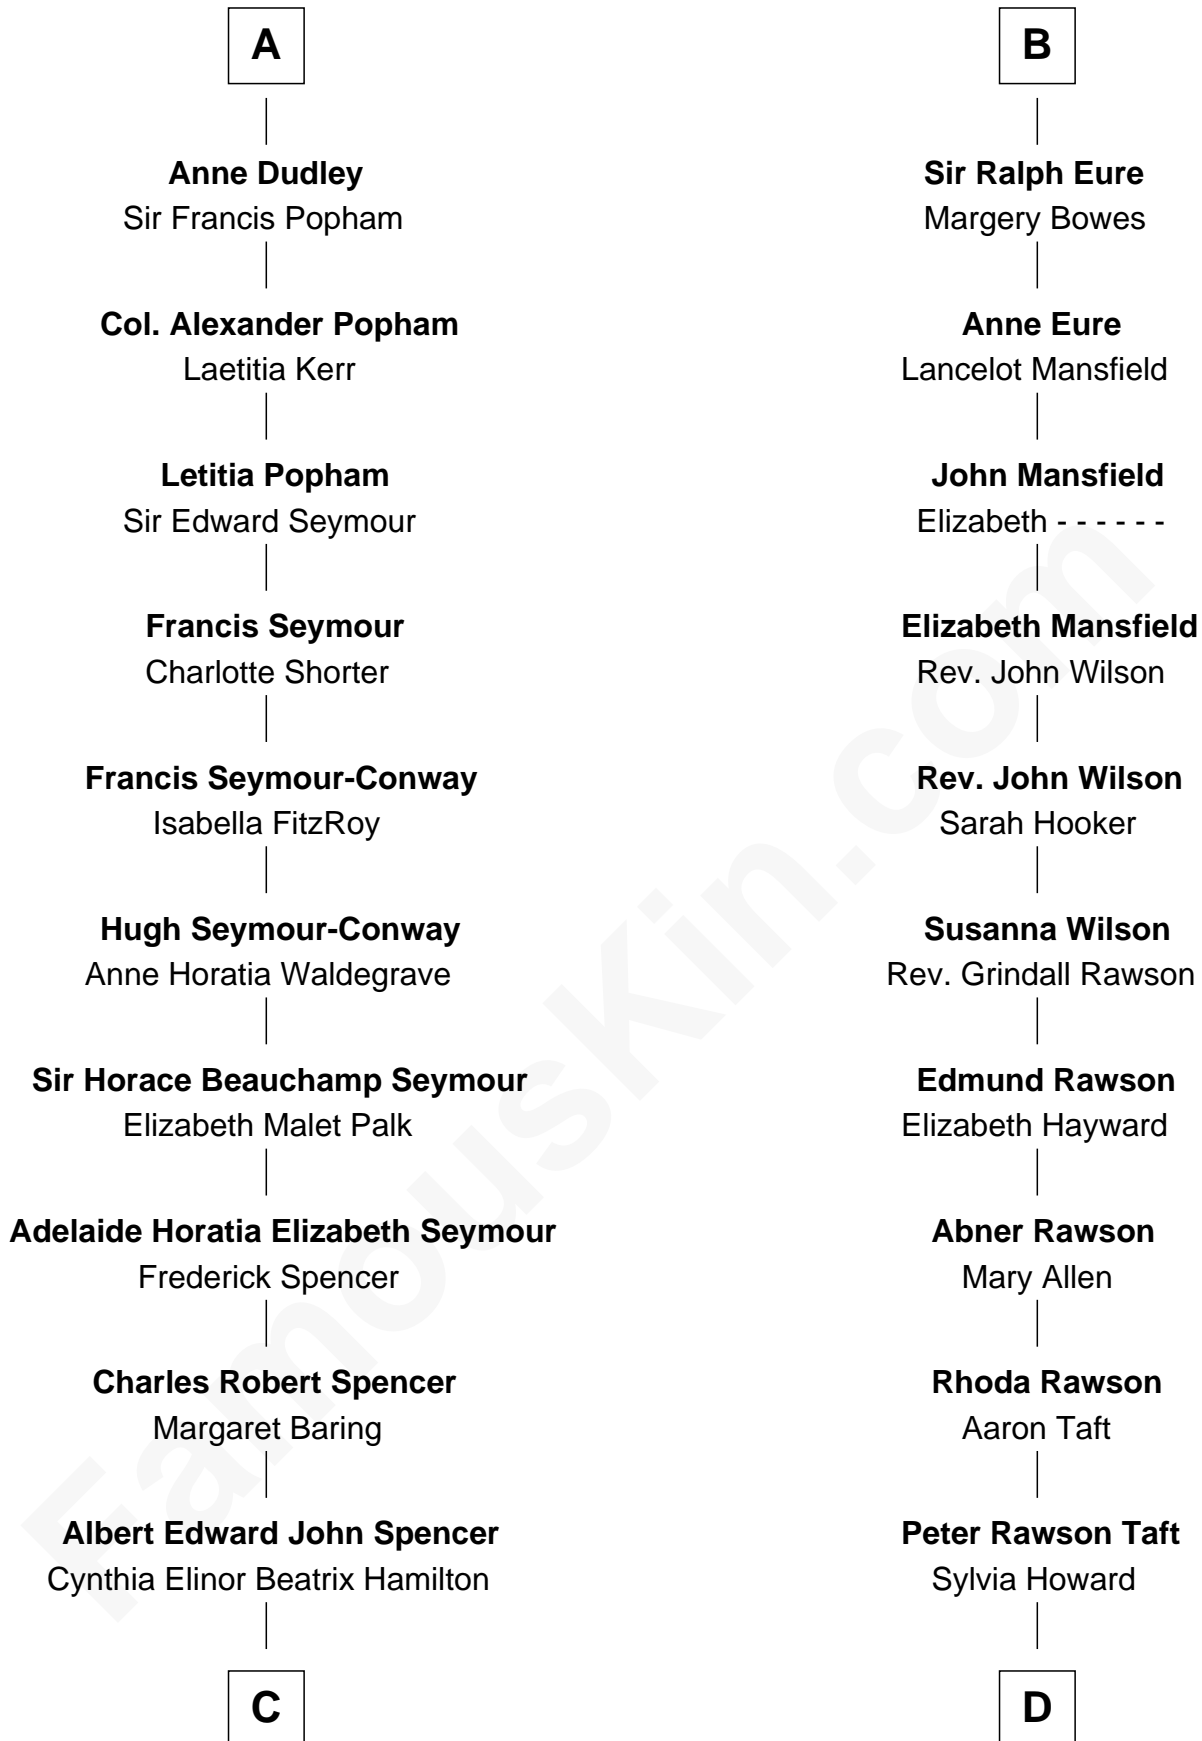 A
Anne Dudley
Sir Francis Popham
Col. Alexander Popham
Laetitia Kerr
Letitia Popham
Sir Edward Seymour
Francis Seymour
Charlotte Shorter
Francis Seymour-Conway
Isabella FitzRoy
Hugh Seymour-Conway
Anne Horatia Waldegrave
Sir Horace Beauchamp Seymour
Elizabeth Malet Palk
Adelaide Horatia Elizabeth Seymour
Frederick Spencer
Charles Robert Spencer
Margaret Baring
Albert Edward John Spencer
Cynthia Elinor Beatrix Hamilton
C
B
Sir Ralph Eure
Margery Bowes
Anne Eure
Lancelot Mansfield
John Mansfield
Elizabeth - - - - - -
Elizabeth Mansfield
Rev. John Wilson
Rev. John Wilson
Sarah Hooker
Susanna Wilson
Rev. Grindall Rawson
Edmund Rawson
Elizabeth Hayward
Abner Rawson
Mary Allen
Rhoda Rawson
Aaron Taft
Peter Rawson Taft
Sylvia Howard
D
FamousKin.com